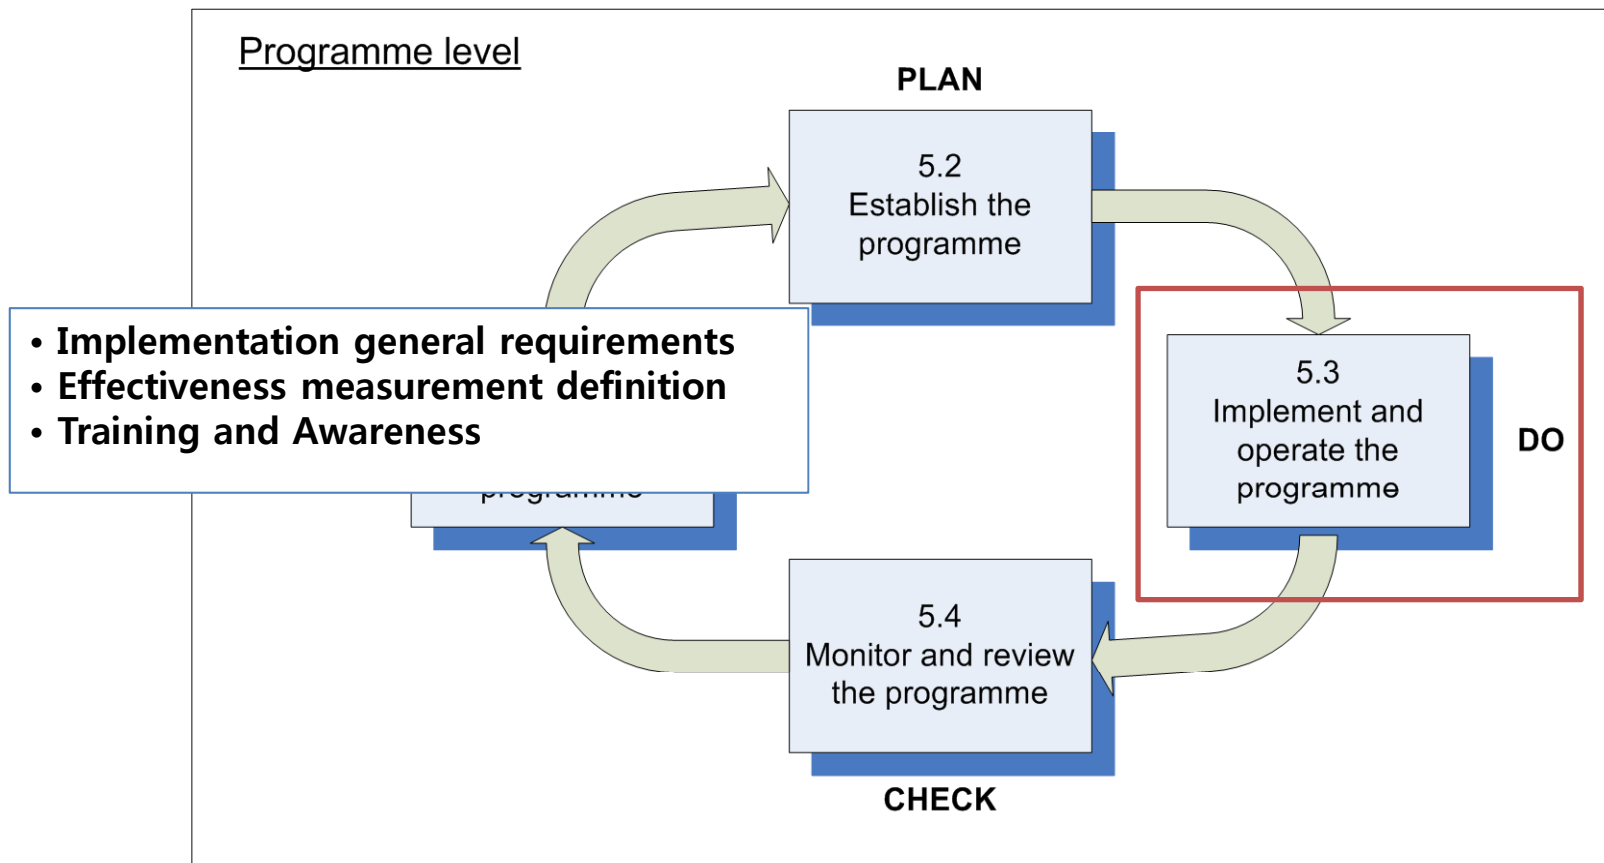 Programme level
PLAN
5.2
Establish the
programme
• Implementation general requirements
• Effectiveness measurement definition
• Training and Awareness
programme
5.3
Implement and
operate the
programme
DO
5.4
Monitor and review
the programme
CHECK